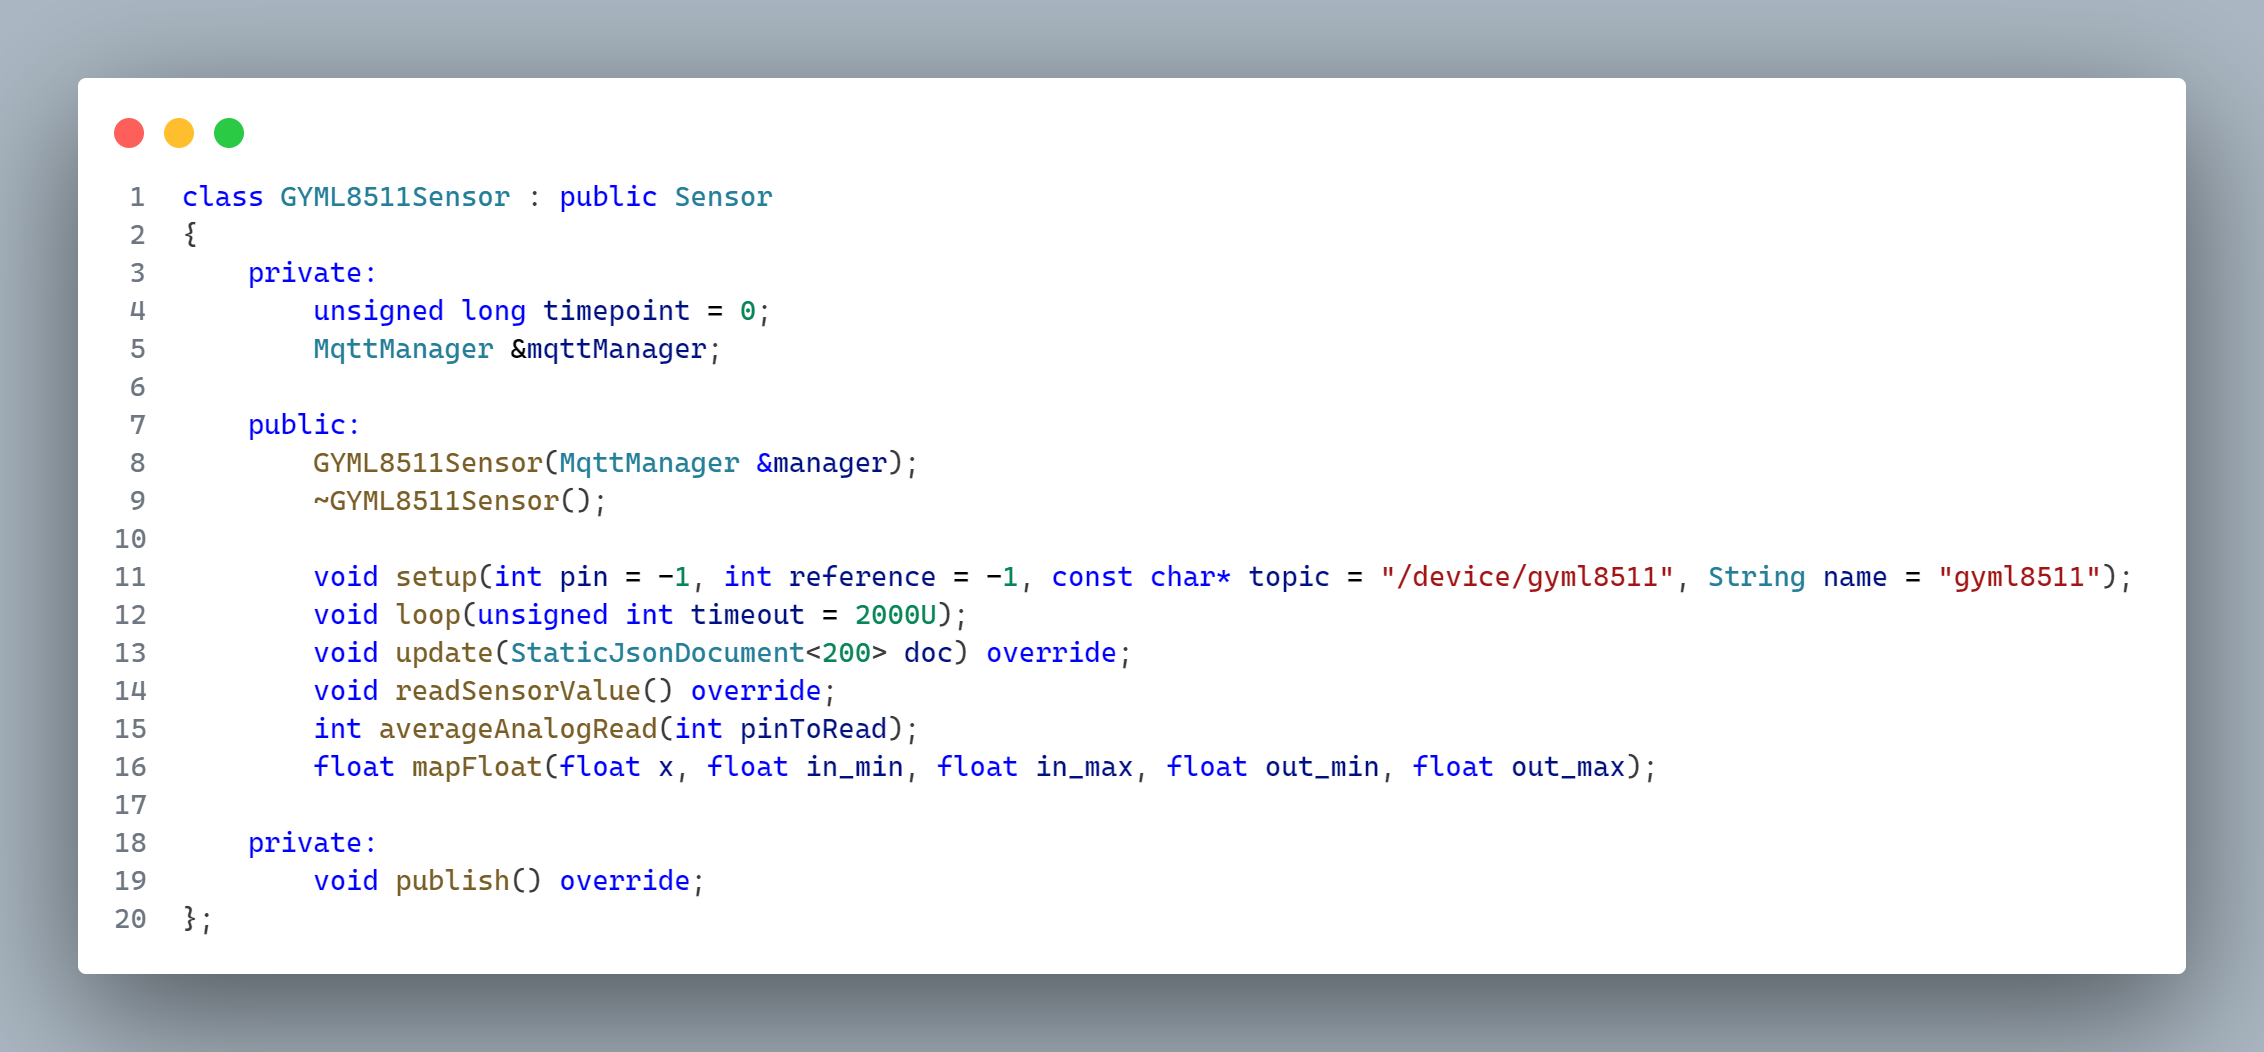 1 class GYML8511Sensor : public Sensor
2 {
3     private:
4         unsigned long timepoint = 0;
5         MqttManager &mqttManager;
6
7     public:
8         GYML8511Sensor(MqttManager &manager);
9         ~GYML8511Sensor();
10
11         void setup(int pin = -1, int reference = -1, const char* topic = "/device/gyml8511", String name = "gyml8511");
12         void loop(unsigned int timeout = 2000U);
13         void update(StaticJsonDocument<200> doc) override;
14         void readSensorValue() override;
15         int averageAnalogRead(int pinToRead);
16         float mapFloat(float x, float in_min, float in_max, float out_min, float out_max);
17
18     private:
19         void publish() override;
20 };